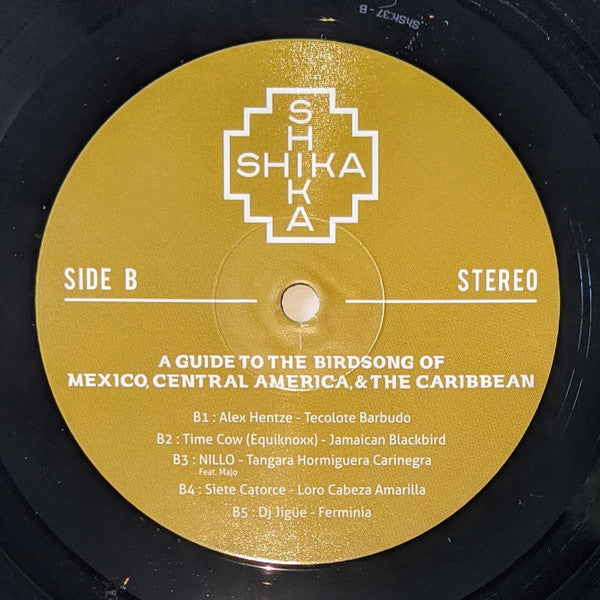 ShSh:37 - B
SHIKA
SHIKA
SIDE B
STEREO
A GUIDE TO THE BIRDSONG OF
MEXICO, CENTRAL AMERICA, & THE CARIBBEAN
B1 : Alex Hentze - Tecolote Barbudo
B2 : Time Cow (Equiknoxx) - Jamaican Blackbird
B3 : NILLO - Tangara Hormiguera Carinegra
Feat. Majo
B4 : Siete Catorce - Loro Cabeza Amarilla
B5 : Dj Jigüe - Ferminia